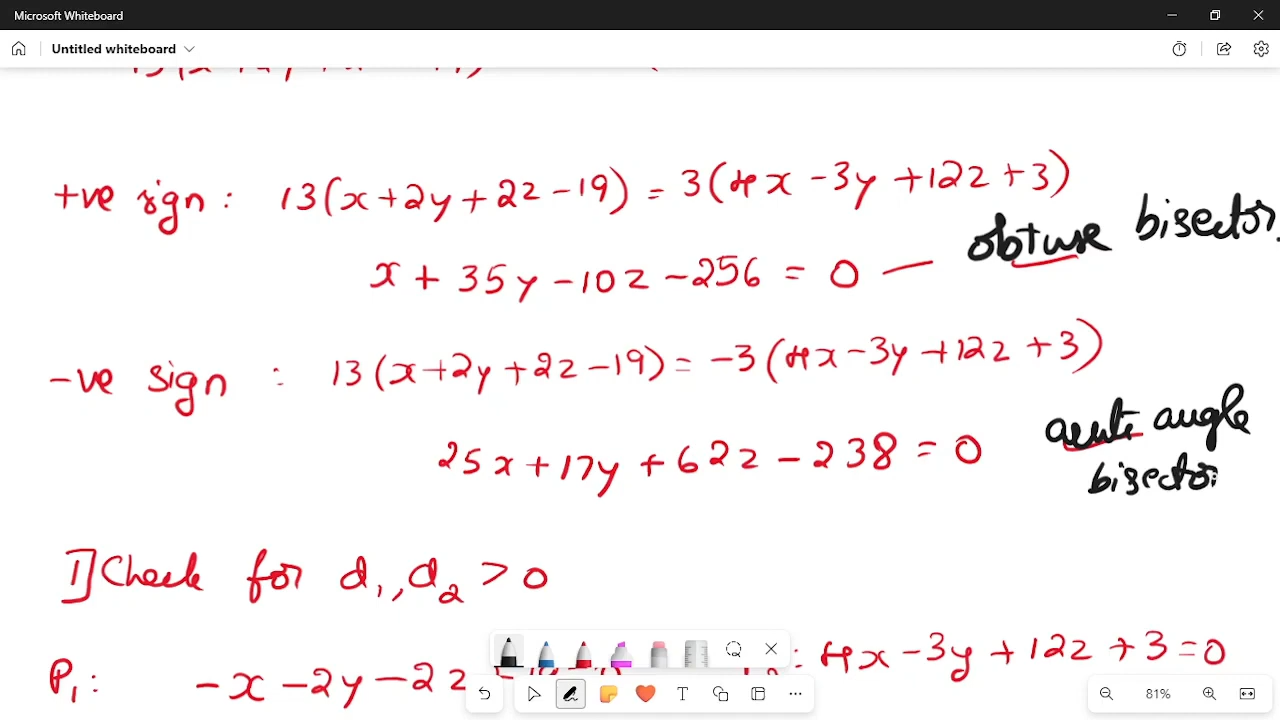 Microsoft Whiteboard
Untitled whiteboard
+ve sign : 13(x+2y+2z-19) = 3(4x-3y+12z+3)
x + 35y - 10z - 256 = 0 — obtuse bisector
-ve sign : 13(x+2y+2z-19) = -3(4x-3y+12z+3)
25x + 17y + 62z - 238 = 0 acute angle
bisector
1] Check for d₁, d₂ > 0
P₁ : -x - 2y - 2z : 4x - 3y + 12z + 3 = 0
81%